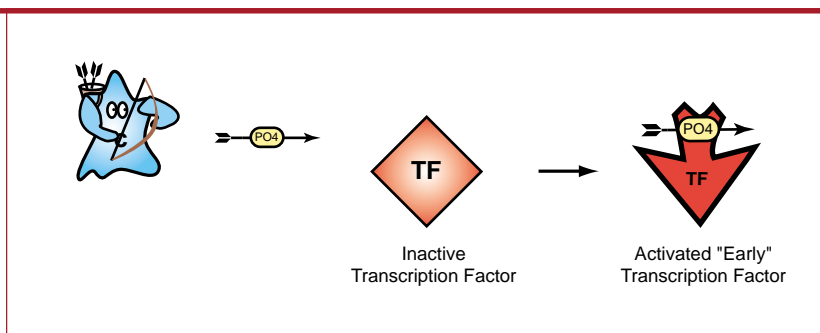 PO4
TF
PO4
TF
Inactive
Transcription Factor
Activated "Early"
Transcription Factor